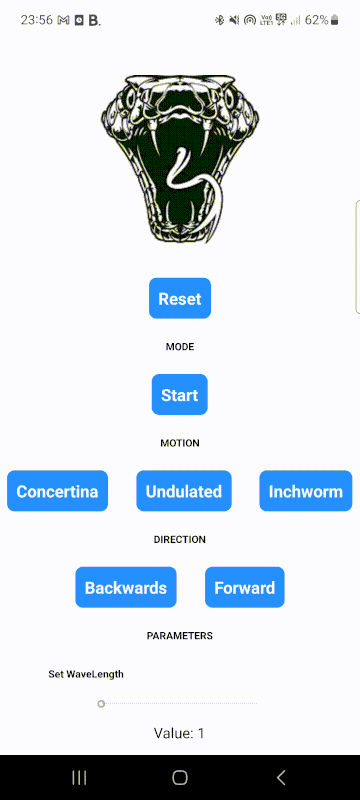 23:56 B. Vo) LTE1 5G 62%
Reset
MODE
Start
MOTION
Concertina Undulated Inchworm
DIRECTION
Backwards Forward
PARAMETERS
Set WaveLength
Value: 1